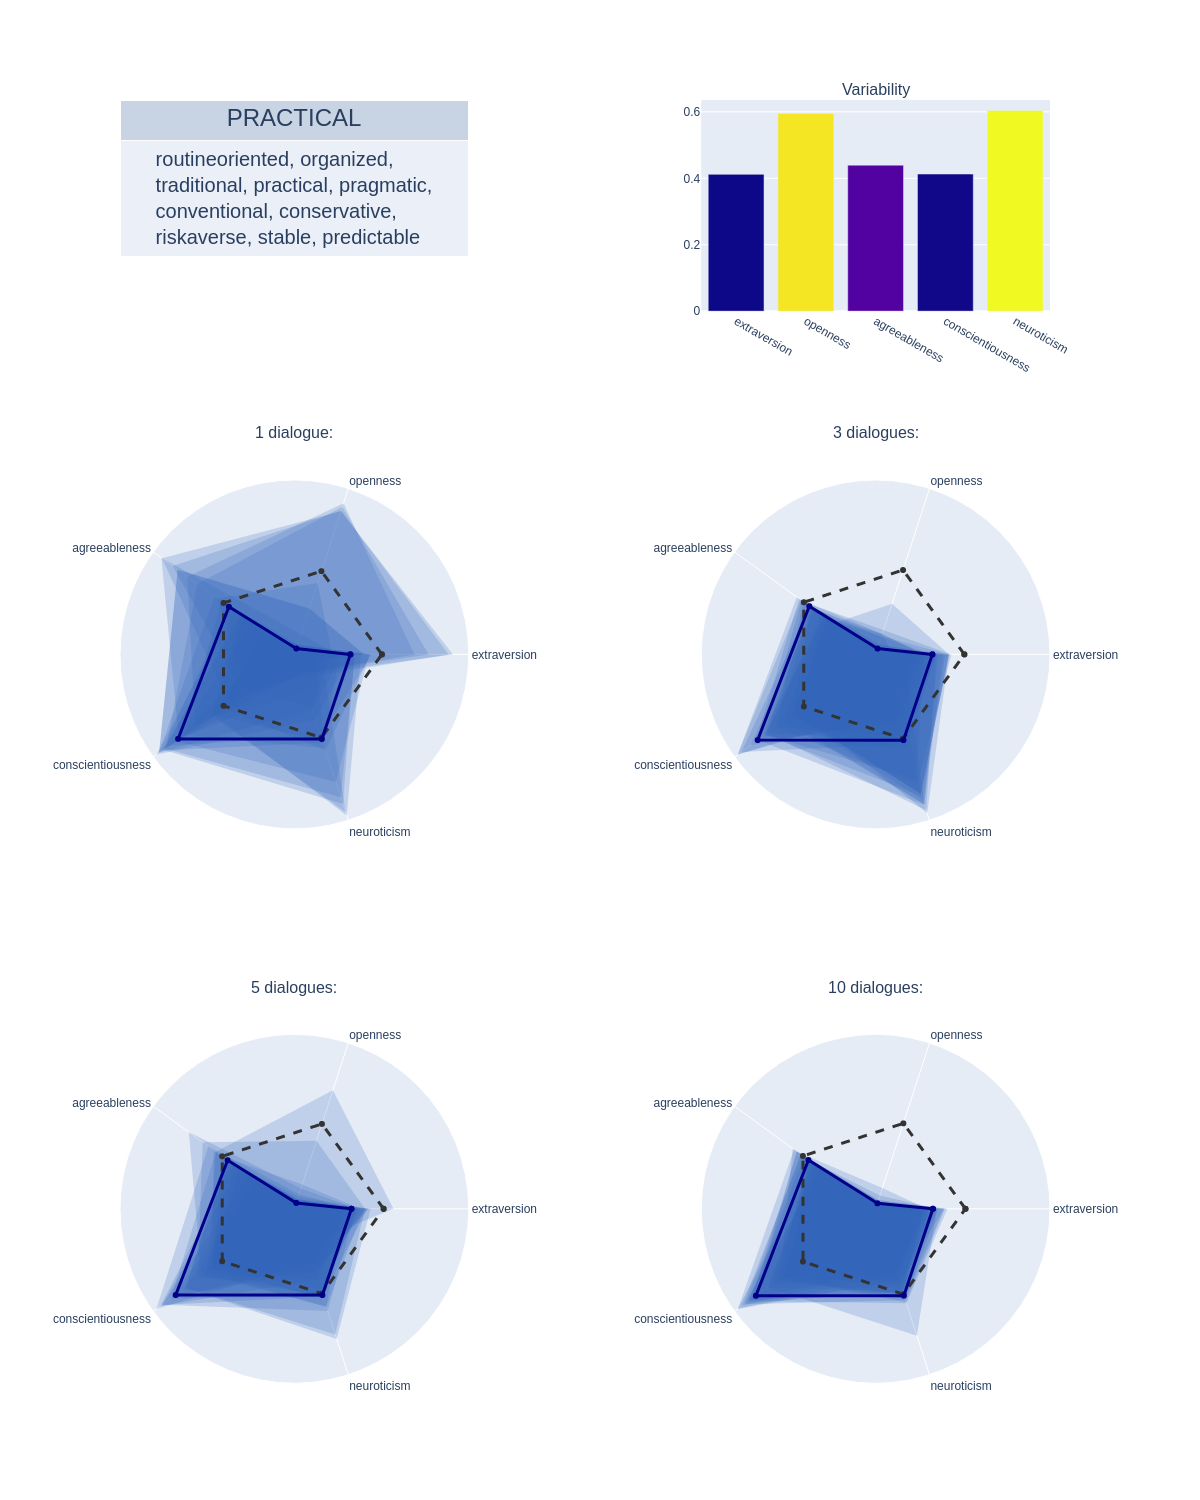 PRACTICAL
routineoriented, organized,
traditional, practical, pragmatic,
conventional, conservative,
riskaverse, stable, predictable
Variability
0.6
0.4
0.2
0
extraversion
openness
agreeableness
conscientiousness
neuroticism
1 dialogue:
openness
agreeableness
extraversion
conscientiousness
neuroticism
3 dialogues:
openness
agreeableness
extraversion
conscientiousness
neuroticism
5 dialogues:
openness
agreeableness
extraversion
conscientiousness
neuroticism
10 dialogues:
openness
agreeableness
extraversion
conscientiousness
neuroticism